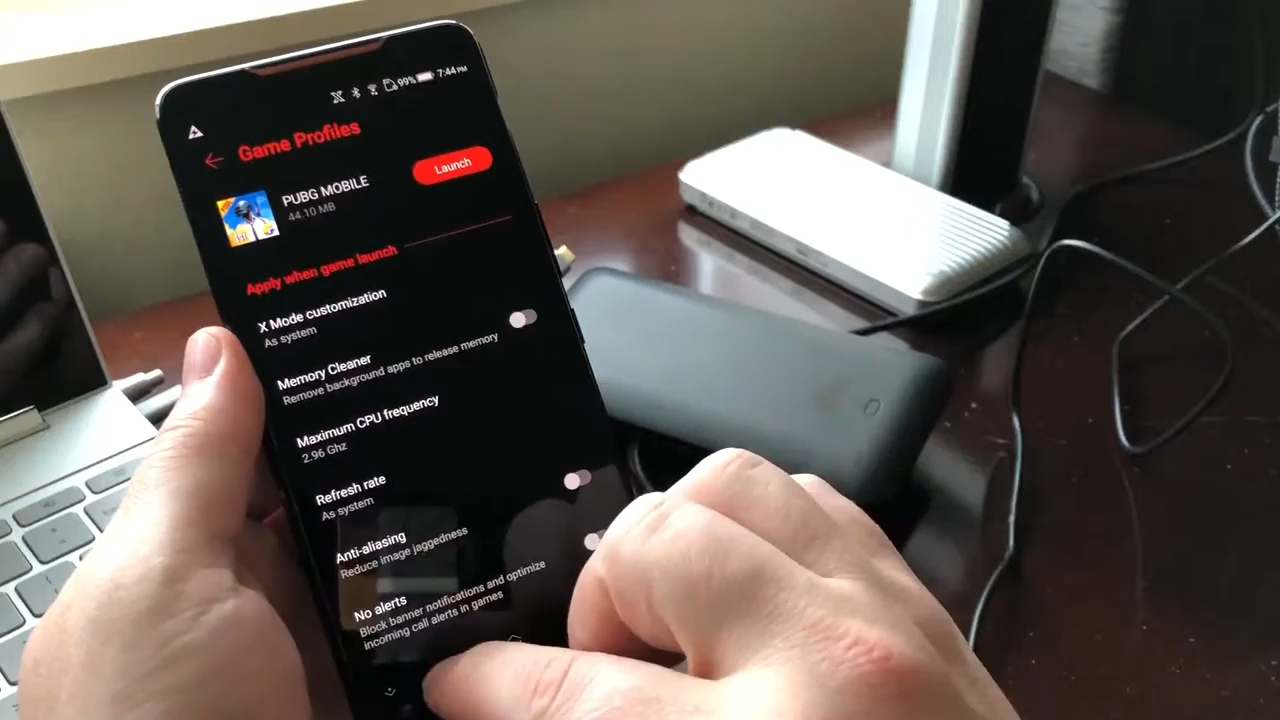 99% 7:44 PM
Game Profiles
PUBG MOBILE
44.10 MB
Launch
Apply when game launch
X Mode customization
As system
Memory Cleaner
Remove background apps to release memory
Maximum CPU frequency
2.96 Ghz
Refresh rate
As system
Anti-aliasing
Reduce image jaggedness
No alerts
Block banner notifications and optimize
incoming call alerts in games